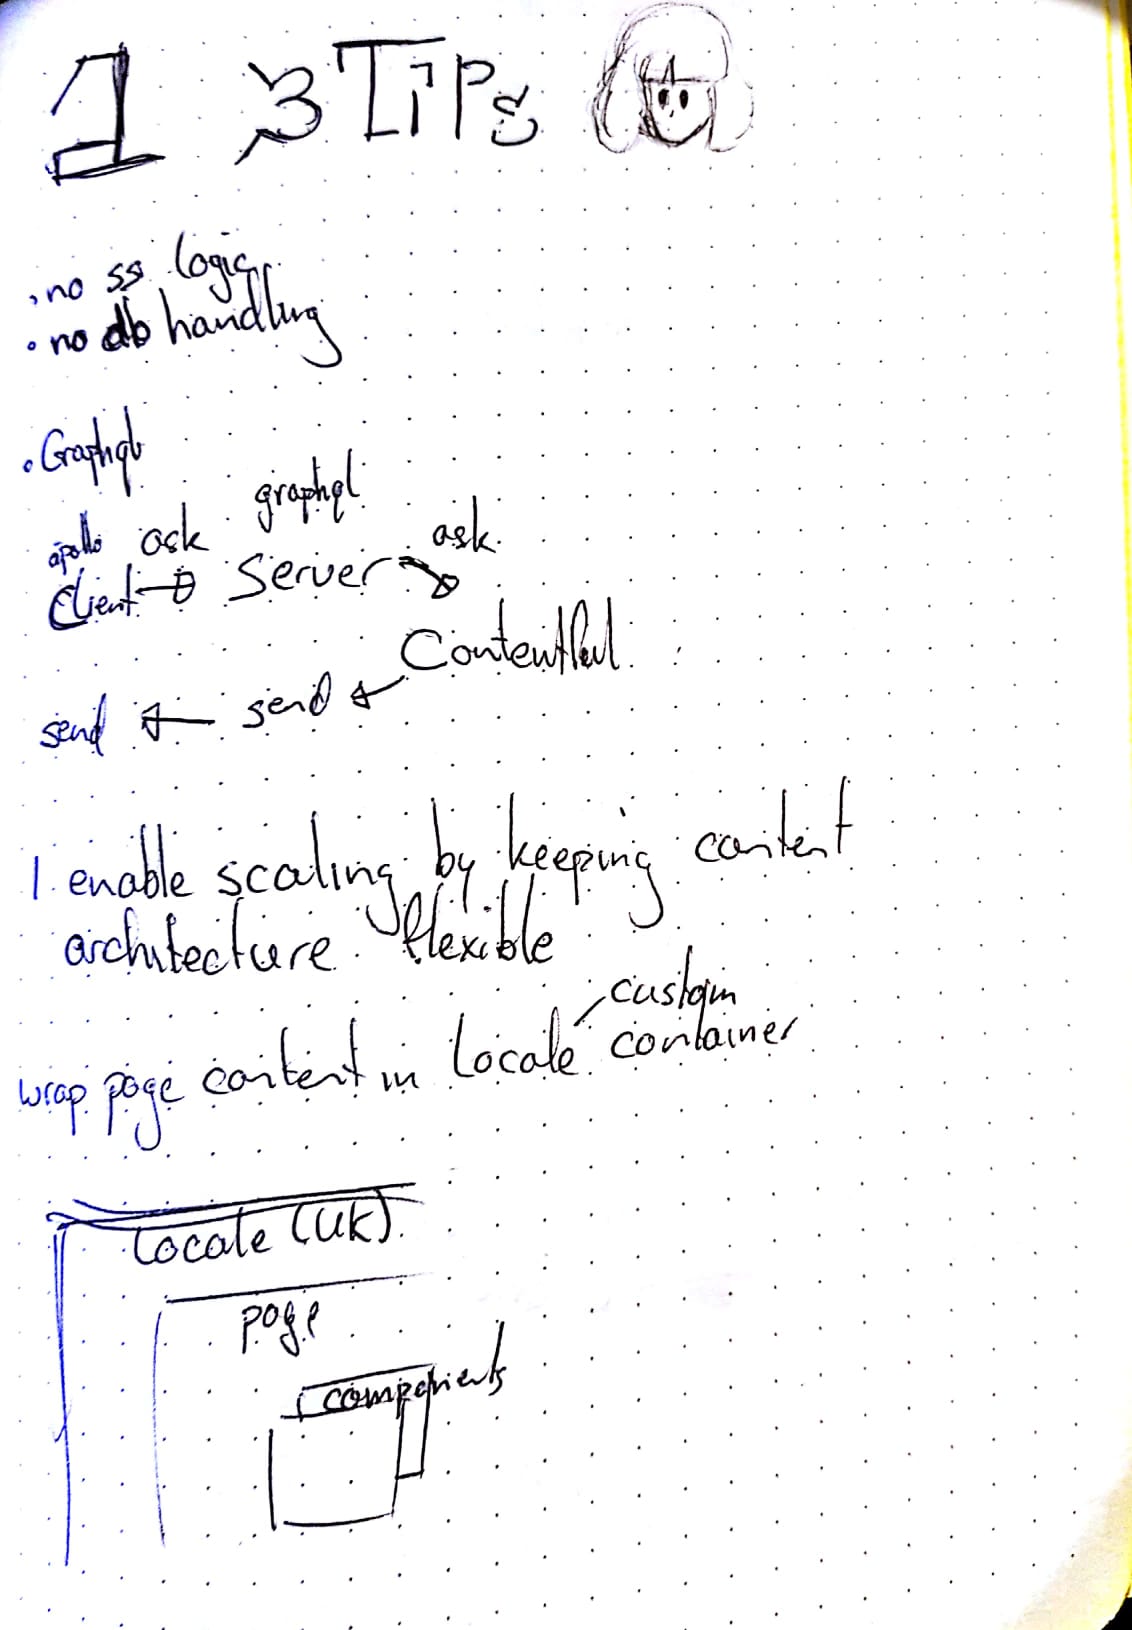 1 3 TiPs
• no ss logic
• no db handling
• Graphql
apollo ask graphql ask
Client → Server
Contentful
send ← send ←
1. enable scaling by keeping content
architecture flexible
custom
wrap page content in Locale container
Locale (UK)
page
components